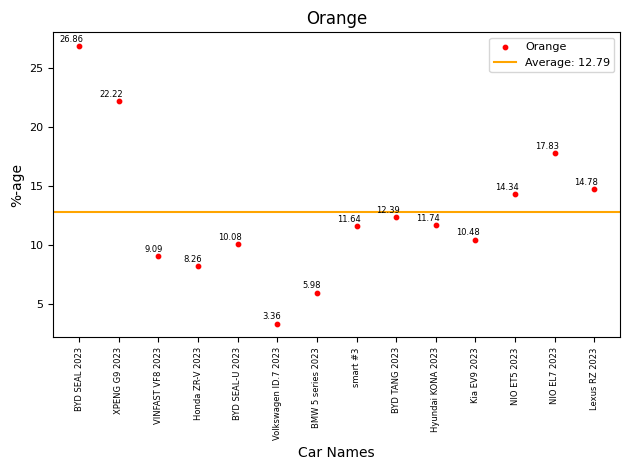 Orange
%-age
25
20
15
10
5
26.86
22.22
9.09
8.26
10.08
3.36
5.98
11.64
12.39
11.74
10.48
14.34
17.83
14.78
Orange
Average: 12.79
BYD SEAL 2023
XPENG G9 2023
VINFAST VF8 2023
Honda ZR-V 2023
BYD SEAL-U 2023
Volkswagen ID.7 2023
BMW 5 series 2023
smart #3
BYD TANG 2023
Hyundai KONA 2023
Kia EV9 2023
NIO ET5 2023
NIO EL7 2023
Lexus RZ 2023
Car Names